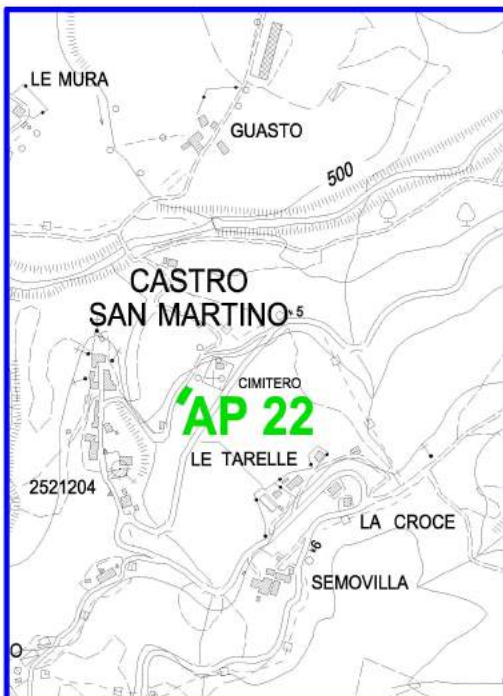 LE MURA
GUASTO
500
CASTRO
SAN MARTINO
5
CIMITERO
AP 22
LE TARELLE
2521204
LA CROCE
6
SEMOVILLA
O